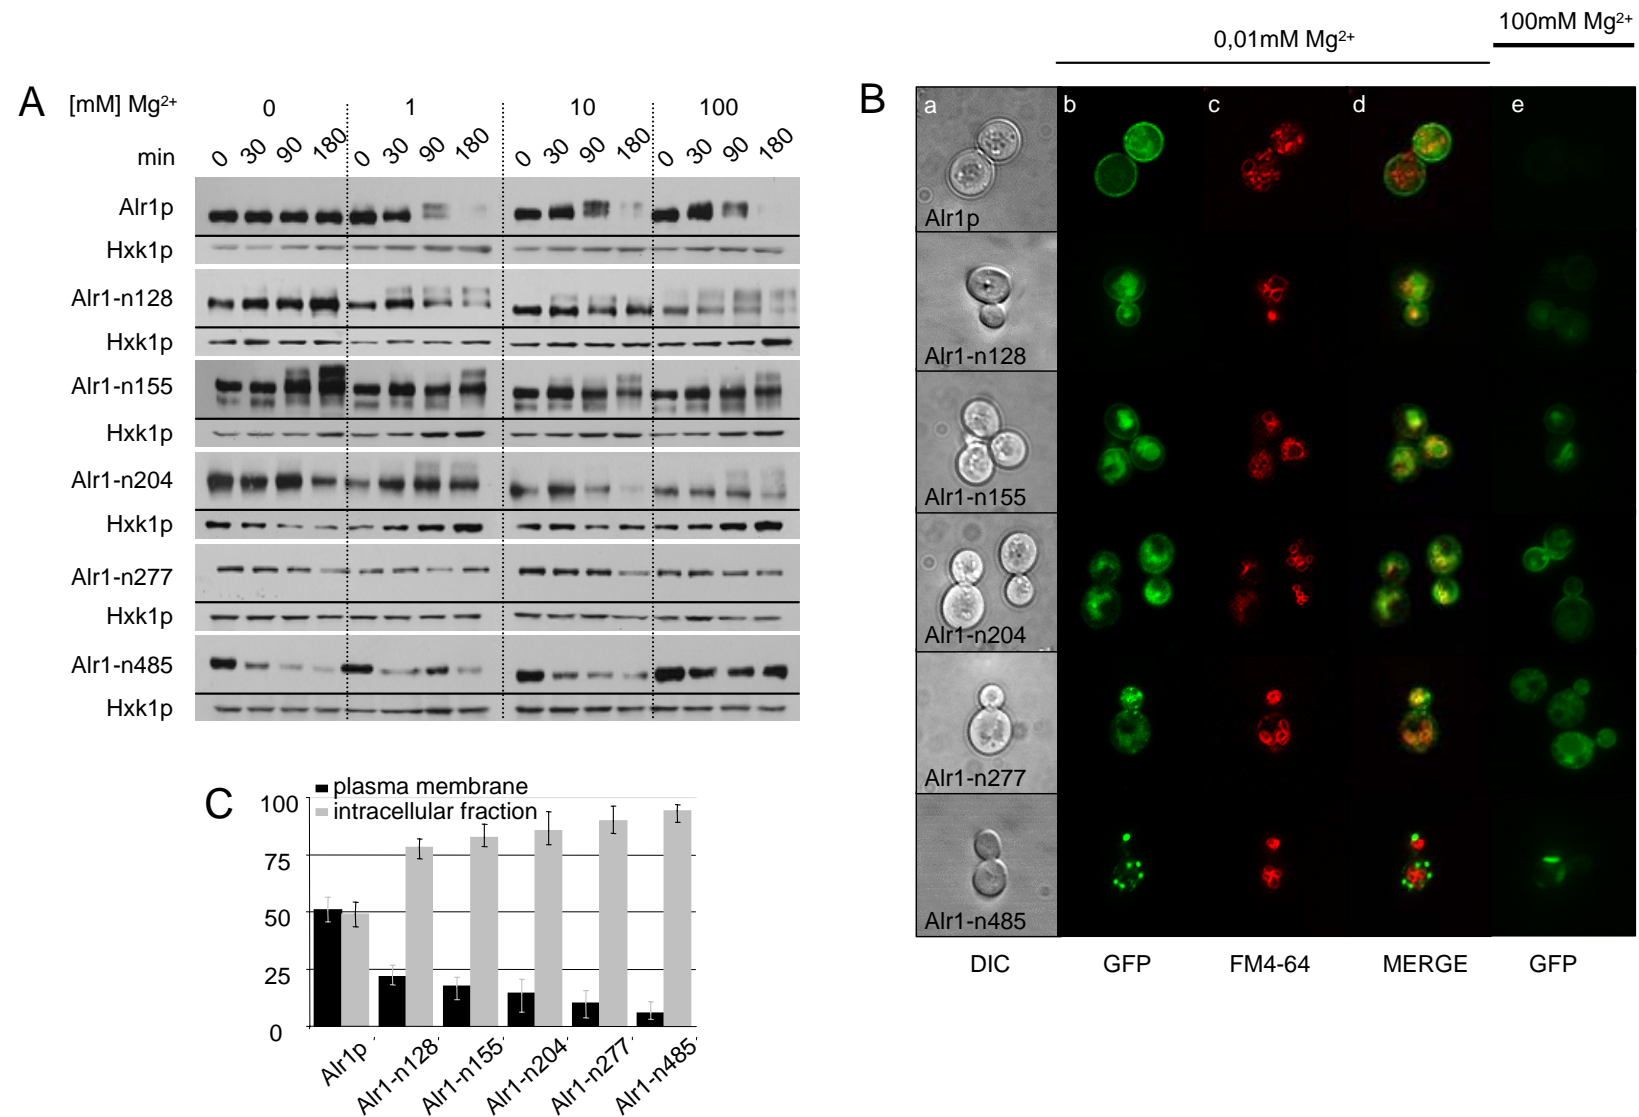 A
[mM] Mg²⁺ 0 1 10 100
min 0 30 90 180 0 30 90 180 0 30 90 180 0 30 90 180
Alr1p
Hxk1p
Alr1-n128
Hxk1p
Alr1-n155
Hxk1p
Alr1-n204
Hxk1p
Alr1-n277
Hxk1p
Alr1-n485
Hxk1p
B
0,01mM Mg²⁺
100mM Mg²⁺
a b c d e
Alr1p
Alr1-n128
Alr1-n155
Alr1-n204
Alr1-n277
Alr1-n485
DIC GFP FM4-64 MERGE GFP
C
plasma membrane
intracellular fraction
100
75
50
25
0
Alr1p Alr1-n128 Alr1-n155 Alr1-n204 Alr1-n277 Alr1-n485